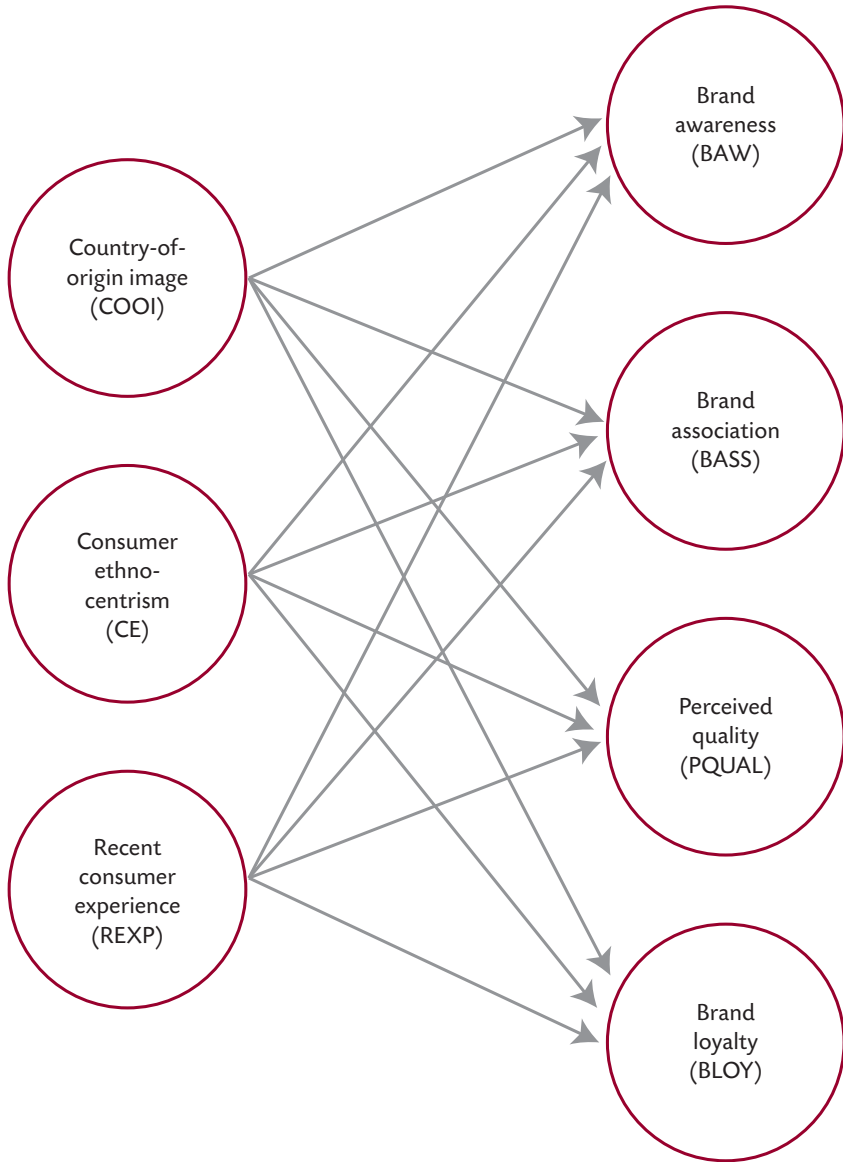 Country-of-
origin image
(COOI)
Consumer
ethno-
centrism
(CE)
Recent
consumer
experience
(REXP)
Brand
awareness
(BAW)
Brand
association
(BASS)
Perceived
quality
(PQUAL)
Brand
loyalty
(BLOY)